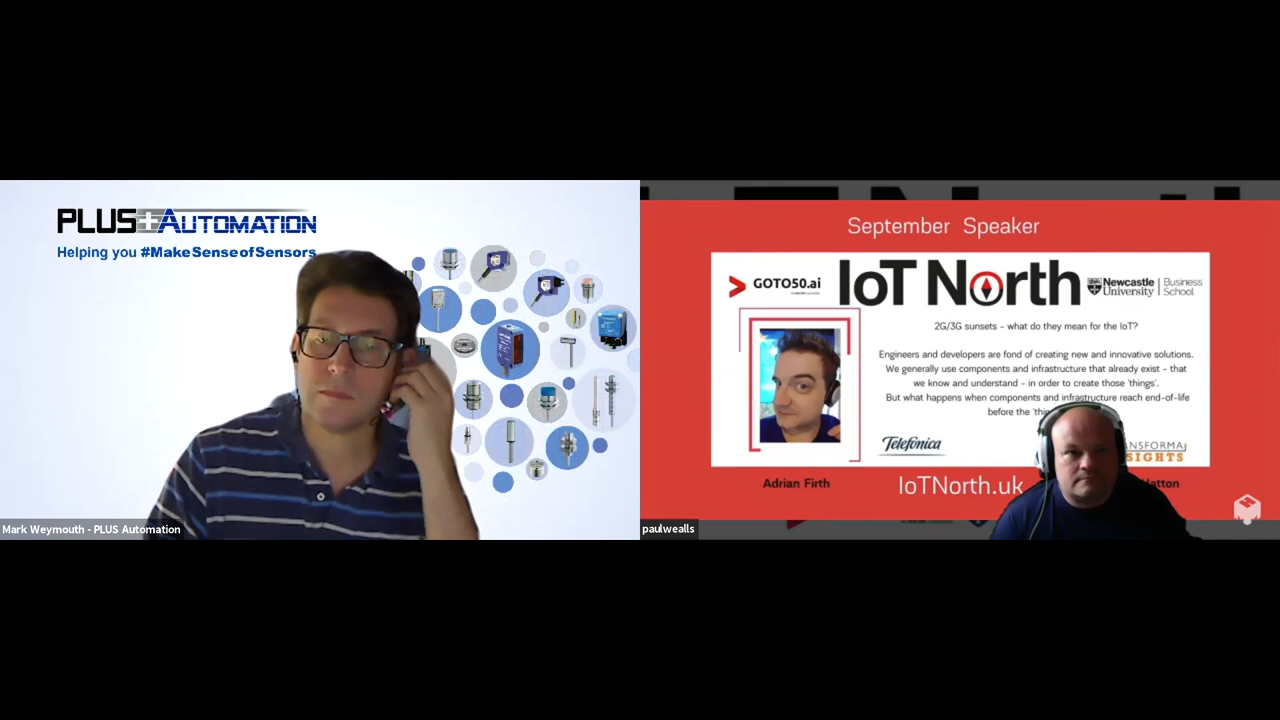 PLUS+AUTOMATION
Helping you #MakeSenseofSensors
Mark Weymouth - PLUS Automation
September Speaker
GOTO50.ai
IoT North
Newcastle
University
Business
School
2G/3G sunsets - what do they mean for the IoT?
Engineers and developers are fond of creating new and innovative solutions.
We generally use components and infrastructure that already exist - that
we know and understand - in order to create those 'things'.
But what happens when components and infrastructure reach end-of-life
before the
Telefónica
Adrian Firth
IoTNorth.uk
paulwealls